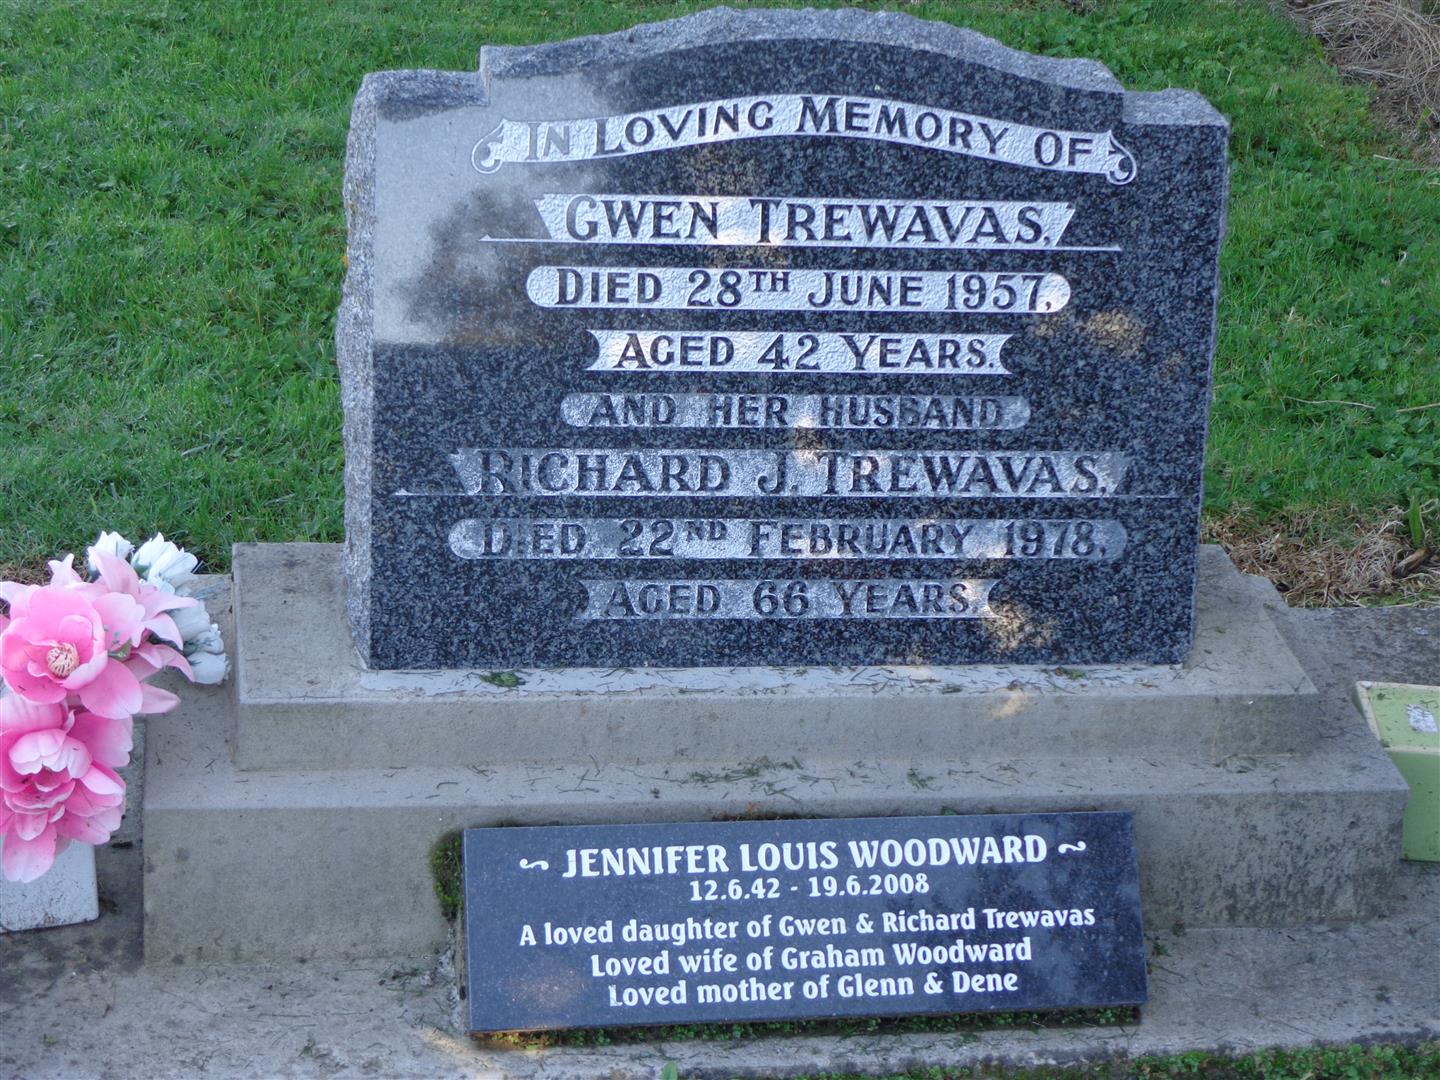 IN LOVING MEMORY OF
GWEN TREWAVAS,
DIED 28TH JUNE 1957,
AGED 42 YEARS.
AND HER HUSBAND
RICHARD J. TREWAVAS,
DIED 22ND FEBRUARY 1978,
AGED 66 YEARS.
~ JENNIFER LOUIS WOODWARD ~
12.6.42 - 19.6.2008
A loved daughter of Gwen & Richard Trewavas
Loved wife of Graham Woodward
Loved mother of Glenn & Dene